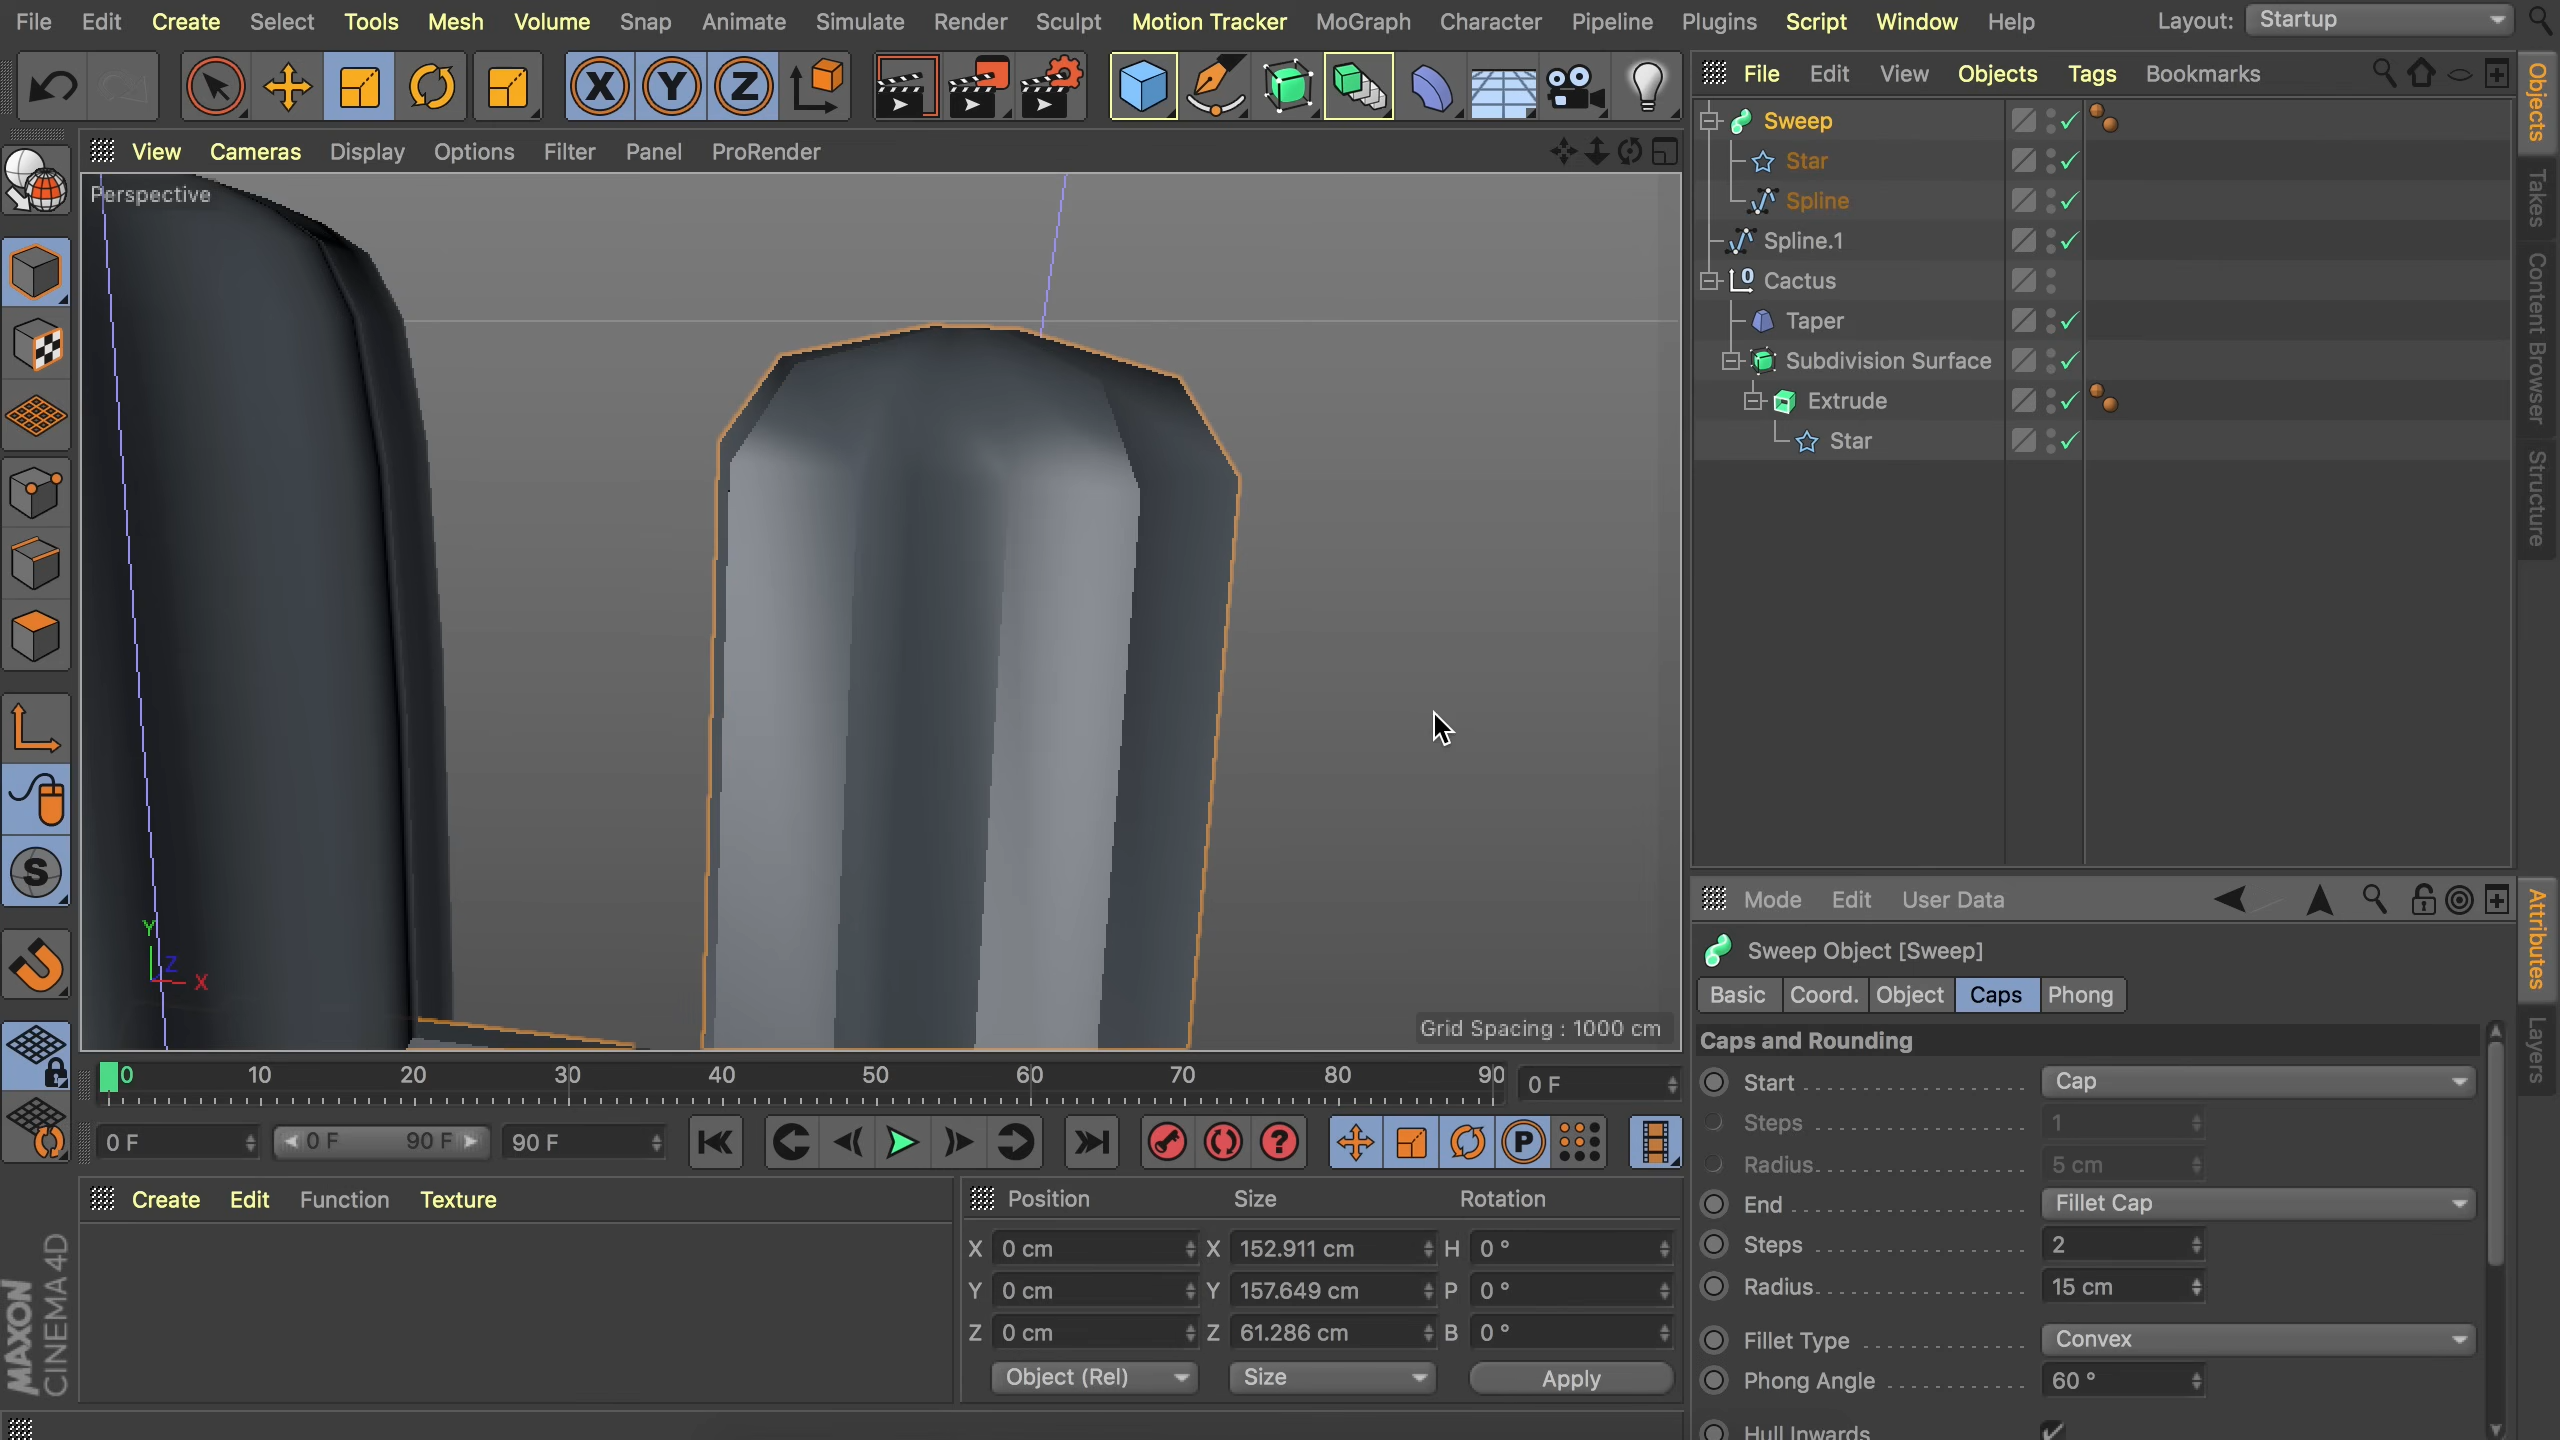 File Edit Create Select Tools Mesh Volume Snap Animate Simulate Render Sculpt Motion Tracker MoGraph Character Pipeline Plugins Script Window Help Layout: Startup
X Y Z
File Edit View Objects Tags Bookmarks
View Cameras Display Options Filter Panel ProRender
Perspective
Sweep
Star
Spline
Spline.1
0 Cactus
Taper
Subdivision Surface
Extrude
Star
Objects
Takes
Content Browser
Structure
S
Y
Z
X
Grid Spacing : 1000 cm
Mode Edit User Data
Sweep Object [Sweep]
Basic Coord. Object Caps Phong
Caps and Rounding
Start Cap
Steps 1
Radius 5 cm
End Fillet Cap
Steps 2
Radius 15 cm
Fillet Type Convex
Phong Angle 60 °
Hull Inwards
Attributes
Layers
0 10 20 30 40 50 60 70 80 90 0 F
0 F 0 F 90 F 90 F ? P
Create Edit Function Texture
Position Size Rotation
X 0 cm X 152.911 cm H 0 °
Y 0 cm Y 157.649 cm P 0 °
Z 0 cm Z 61.286 cm B 0 °
Object (Rel) Size Apply
MAXON
CINEMA 4D